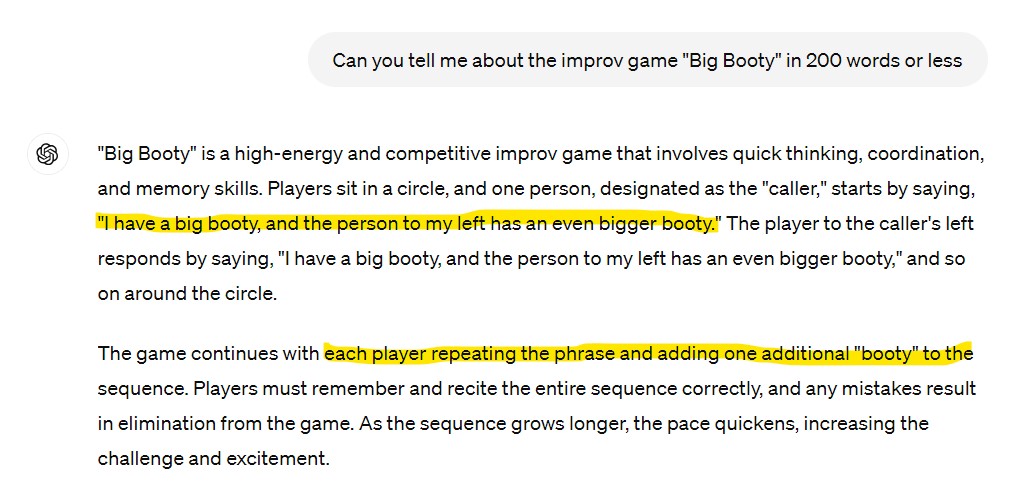 Can you tell me about the improv game "Big Booty" in 200 words or less
"Big Booty" is a high-energy and competitive improv game that involves quick thinking, coordination,
and memory skills. Players sit in a circle, and one person, designated as the "caller," starts by saying,
"I have a big booty, and the person to my left has an even bigger booty." The player to the caller's left
responds by saying, "I have a big booty, and the person to my left has an even bigger booty," and so
on around the circle.
The game continues with each player repeating the phrase and adding one additional "booty" to the
sequence. Players must remember and recite the entire sequence correctly, and any mistakes result
in elimination from the game. As the sequence grows longer, the pace quickens, increasing the
challenge and excitement.